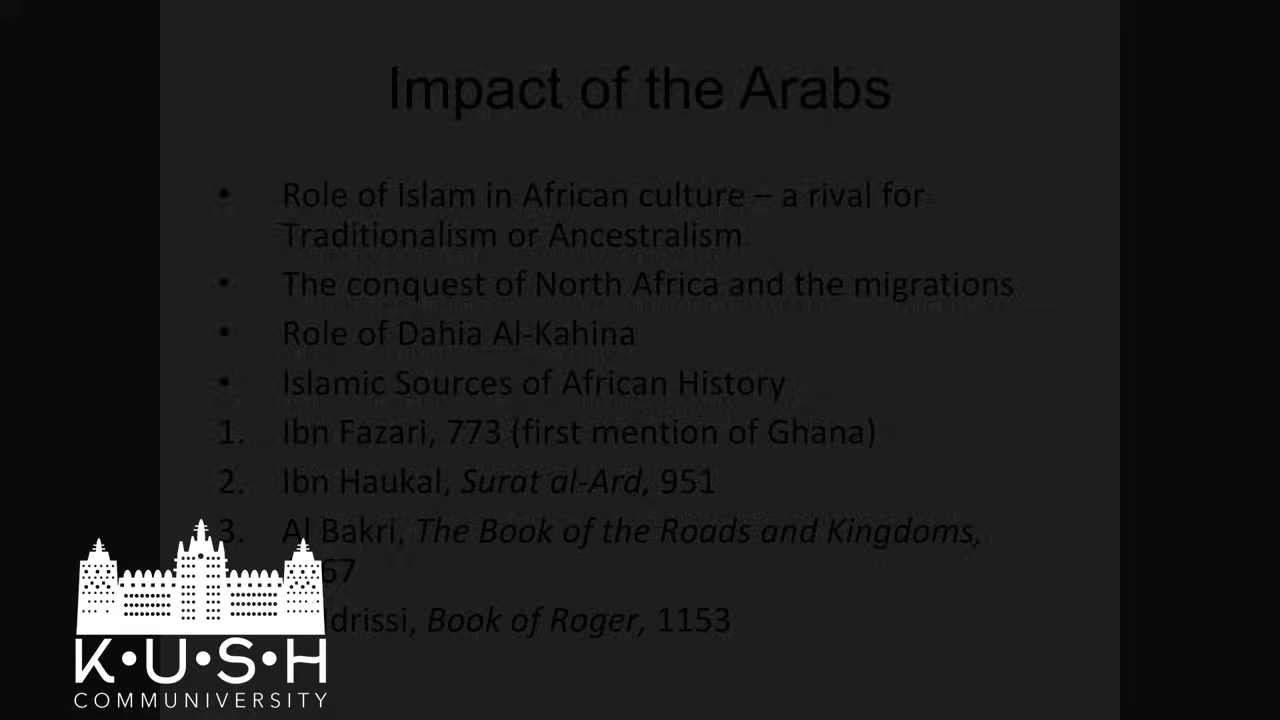 Impact of the Arabs
• Role of Islam in African culture – a rival for
Traditionalism or Ancestralism
• The conquest of North Africa and the migrations
• Role of Dahia Al-Kahina
• Islamic Sources of African History
1. Ibn Fazari, 773 (first mention of Ghana)
2. Ibn Haukal, Surat al-Ard, 951
3. Al Bakri, The Book of the Roads and Kingdoms,
67
drissi, Book of Roger, 1153
K•U•S•H
COMMUNIVERSITY